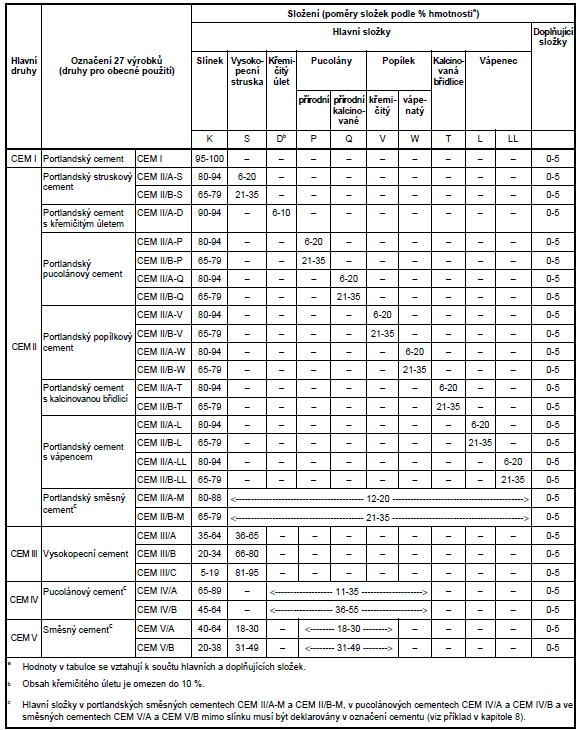 Složení (poměry složek podle % hmotnosti a)
Hlavní druhy | Označení 27 výrobků (druhy pro obecné použití) | Hlavní složky | Doplňující složky
Slínek | Vysoko-pecní struska | Křemi-čitý úlet | Pucolány | Popílek | Kalcino-vaná břidlice | Vápenec
přírodní | přírodní kalcino-vané | křemi-čitý | vápe-natý
K | S | D b | P | Q | V | W | T | L | LL
CEM I | Portlandský cement | CEM I | 95-100 | – | – | – | – | – | – | – | – | – | 0-5
CEM II | Portlandský struskový cement | CEM II/A-S | 80-94 | 6-20 | – | – | – | – | – | – | – | – | 0-5
CEM II/B-S | 65-79 | 21-35 | – | – | – | – | – | – | – | – | 0-5
Portlandský cement s křemičitým úletem | CEM II/A-D | 90-94 | – | 6-10 | – | – | – | – | – | – | – | 0-5
Portlandský pucolánový cement | CEM II/A-P | 80-94 | – | – | 6-20 | – | – | – | – | – | – | 0-5
CEM II/B-P | 65-79 | – | – | 21-35 | – | – | – | – | – | – | 0-5
CEM II/A-Q | 80-94 | – | – | – | 6-20 | – | – | – | – | – | 0-5
CEM II/B-Q | 65-79 | – | – | – | 21-35 | – | – | – | – | – | 0-5
Portlandský popílkový cement | CEM II/A-V | 80-94 | – | – | – | – | 6-20 | – | – | – | – | 0-5
CEM II/B-V | 65-79 | – | – | – | – | 21-35 | – | – | – | – | 0-5
CEM II/A-W | 80-94 | – | – | – | – | – | 6-20 | – | – | – | 0-5
CEM II/B-W | 65-79 | – | – | – | – | – | 21-35 | – | – | – | 0-5
Portlandský cement s kalcinovanou břidlicí | CEM II/A-T | 80-94 | – | – | – | – | – | – | 6-20 | – | – | 0-5
CEM II/B-T | 65-79 | – | – | – | – | – | – | 21-35 | – | – | 0-5
Portlandský cement s vápencem | CEM II/A-L | 80-94 | – | – | – | – | – | – | – | 6-20 | – | 0-5
CEM II/B-L | 65-79 | – | – | – | – | – | – | – | 21-35 | – | 0-5
CEM II/A-LL | 80-94 | – | – | – | – | – | – | – | – | 6-20 | 0-5
CEM II/B-LL | 65-79 | – | – | – | – | – | – | – | – | 21-35 | 0-5
Portlandský směsný cement c | CEM II/A-M | 80-88 | <--- 12-20 ---> | 0-5
CEM II/B-M | 65-79 | <--- 21-35 ---> | 0-5
CEM III | Vysokopecní cement | CEM III/A | 35-64 | 36-65 | – | – | – | – | – | – | – | – | 0-5
CEM III/B | 20-34 | 66-80 | – | – | – | – | – | – | – | – | 0-5
CEM III/C | 5-19 | 81-95 | – | – | – | – | – | – | – | – | 0-5
CEM IV | Pucolánový cement c | CEM IV/A | 65-89 | – | <--- 11-35 ---> | – | – | – | 0-5
CEM IV/B | 45-64 | – | <--- 36-55 ---> | – | – | – | 0-5
CEM V | Směsný cement c | CEM V/A | 40-64 | 18-30 | – | <--- 18-30 ---> | – | – | – | – | 0-5
CEM V/B | 20-38 | 31-49 | – | <--- 31-49 ---> | – | – | – | – | 0-5
a Hodnoty v tabulce se vztahují k součtu hlavních a doplňujících složek.
b Obsah křemičitého úletu je omezen do 10 %.
c Hlavní složky v portlandských směsných cementech CEM II/A-M a CEM II/B-M, v pucolánových cementech CEM IV/A a CEM IV/B a ve
směsných cementech CEM V/A a CEM V/B mimo slínku musí být deklarovány v označení cementu (viz příklad v kapitole 8).